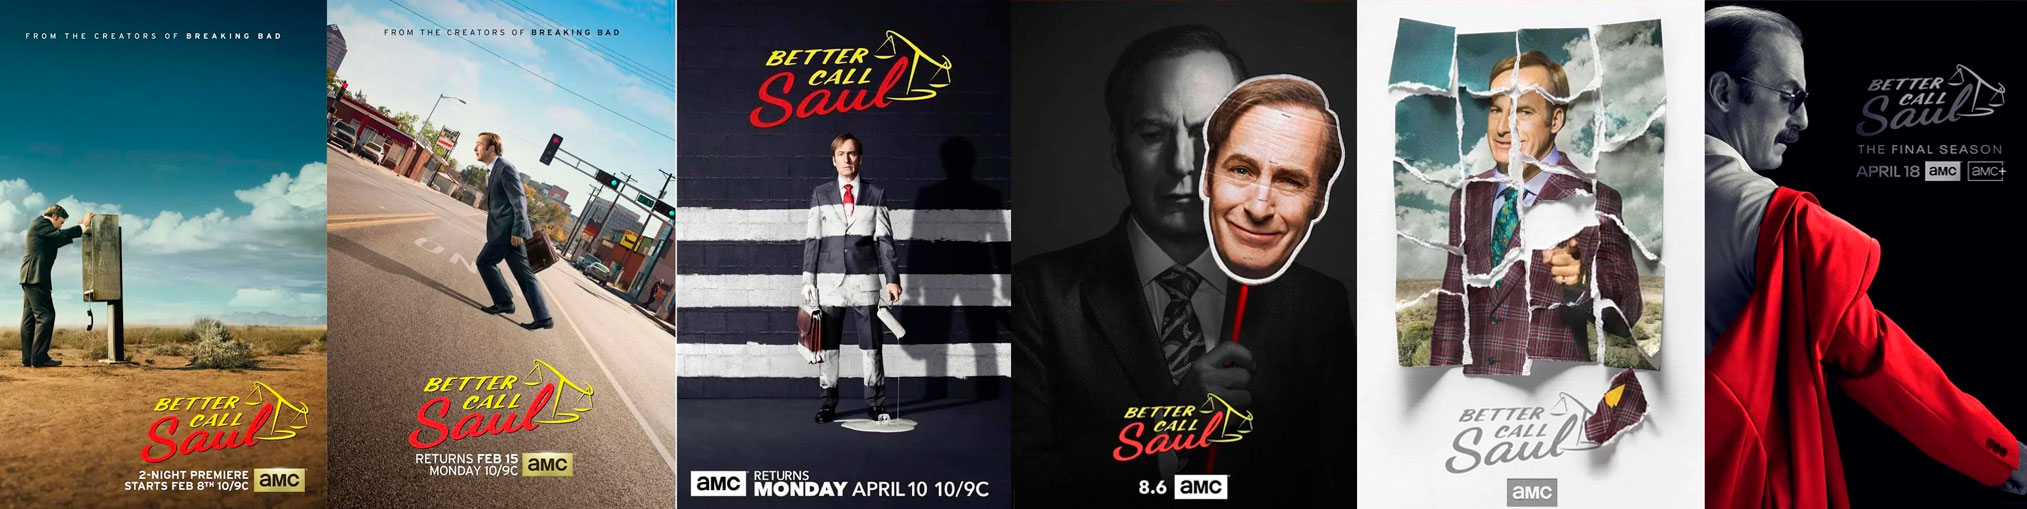 FROM THE CREATORS OF BREAKING BAD
BETTER
CALL
Saul
2-NIGHT PREMIERE
STARTS FEB 8TH 10/9C
aMC
FROM THE CREATORS OF BREAKING BAD
BETTER
CALL
Saul
RETURNS FEB 15
MONDAY 10/9C
aMC
BETTER
CALL
Saul
aMC
RETURNS
MONDAY APRIL 10 10/9C
BETTER
CALL
Saul
8.6 aMC
BETTER
CALL
Saul
aMC
BETTER
CALL
Saul
THE FINAL SEASON
APRIL 18 aMC aMC+